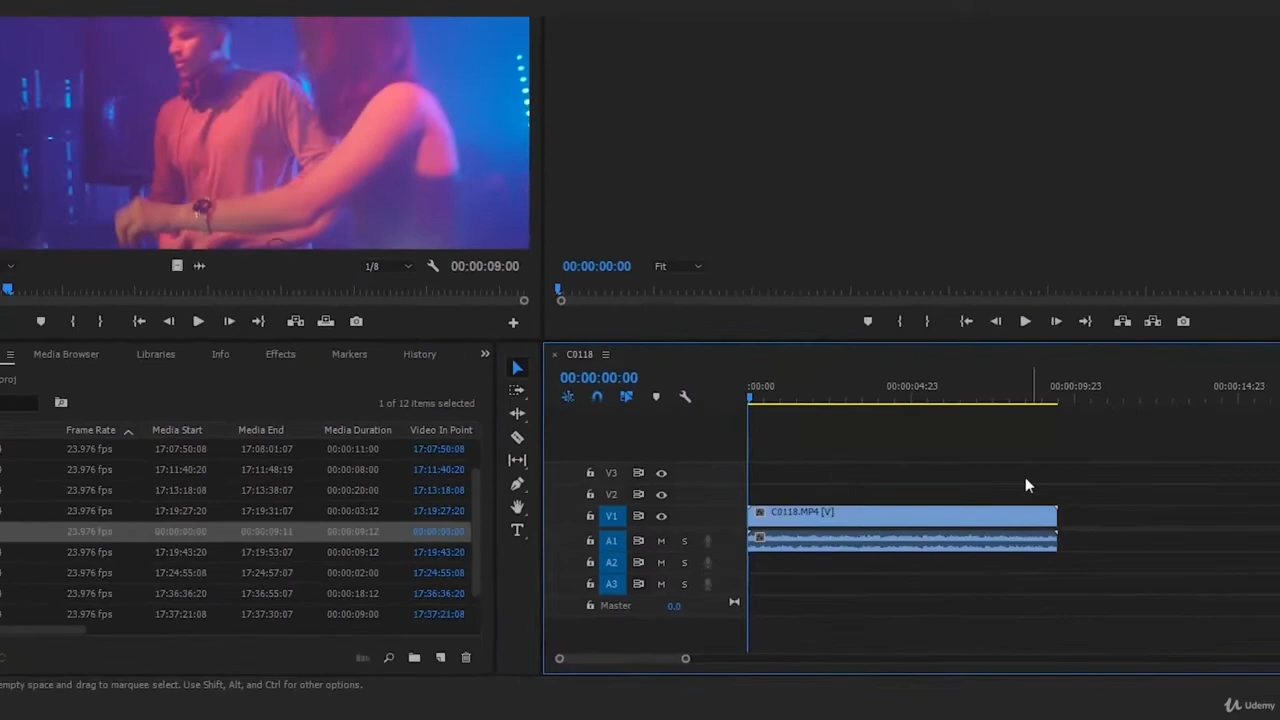 1/8 00:00:09:00
00:00:00:00 Fit
Media Browser Libraries Info Effects Markers History
C0118
00:00:00:00
:00:00 00:00:04:23 00:00:09:23 00:00:14:23
1 of 12 items selected
Frame Rate Media Start Media End Media Duration Video In Point
23.976 fps 17:07:50:08 17:08:01:07 00:00:11:00 17:07:50:08
23.976 fps 17:11:40:20 17:11:48:19 00:00:08:00 17:11:40:20
23.976 fps 17:13:18:08 17:13:38:07 00:00:20:00 17:13:18:08
23.976 fps 17:19:27:20 17:19:31:07 00:00:03:12 17:19:27:20
23.976 fps 00:00:00:00 00:00:09:11 00:00:09:12
23.976 fps 17:19:43:20 17:19:53:07 00:00:09:12 17:19:43:20
23.976 fps 17:24:55:08 17:24:57:07 00:00:02:00 17:24:55:08
23.976 fps 17:36:36:20 17:36:55:07 00:00:18:12 17:36:36:20
23.976 fps 17:37:21:08 17:37:30:07 00:00:09:00 17:37:21:08
V3
V2
V1 C0118.MP4 [V]
A1 M S
A2 M S
A3 M S
Master 0.0
empty space and drag to marquee select. Use Shift, Alt, and Ctrl for other options.
Udemy